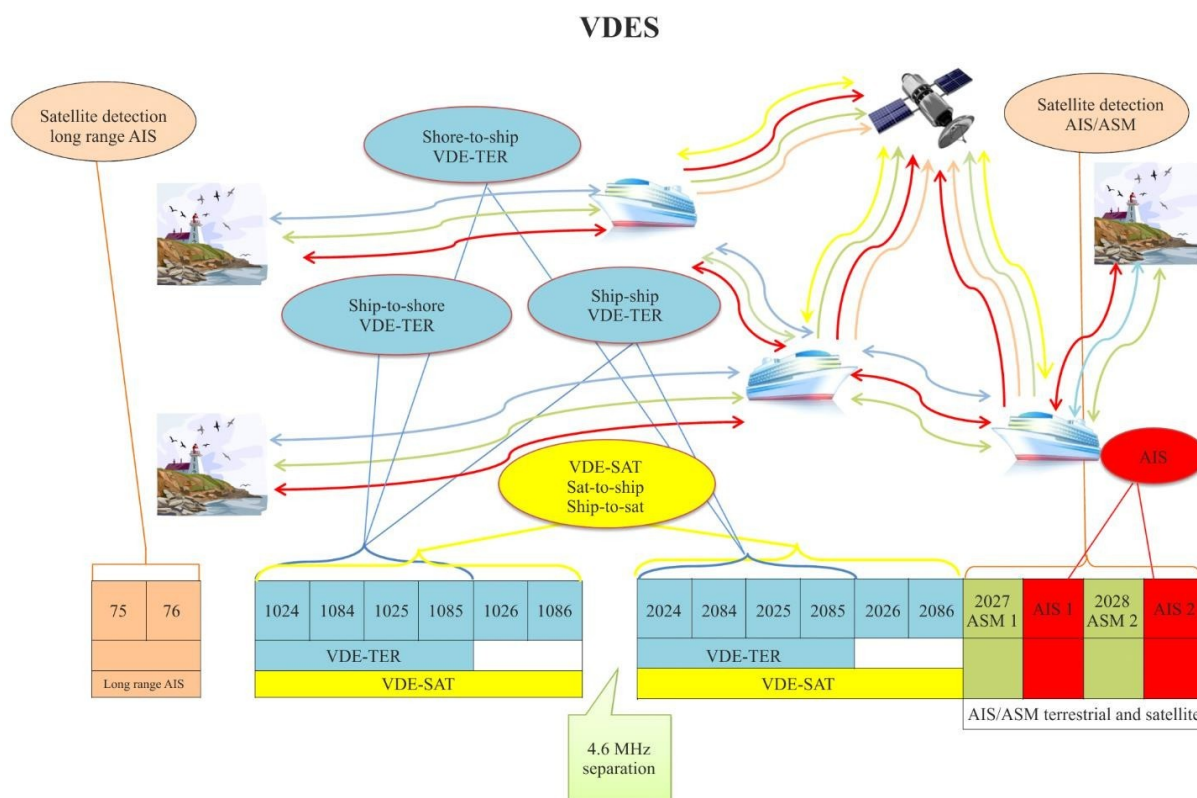 VDES
Satellite detection
long range AIS
Shore-to-ship
VDE-TER
Satellite detection
AIS/ASM
Ship-to-shore
VDE-TER
Ship-ship
VDE-TER
VDE-SAT
Sat-to-ship
Ship-to-sat
AIS
75 76
1024 1084 1025 1085 1026 1086
2024 2084 2025 2085 2026 2086
2027
ASM 1
AIS 1
2028
ASM 2
AIS 2
VDE-TER
VDE-TER
Long range AIS
VDE-SAT
VDE-SAT
AIS/ASM terrestrial and satellite
4.6 MHz
separation